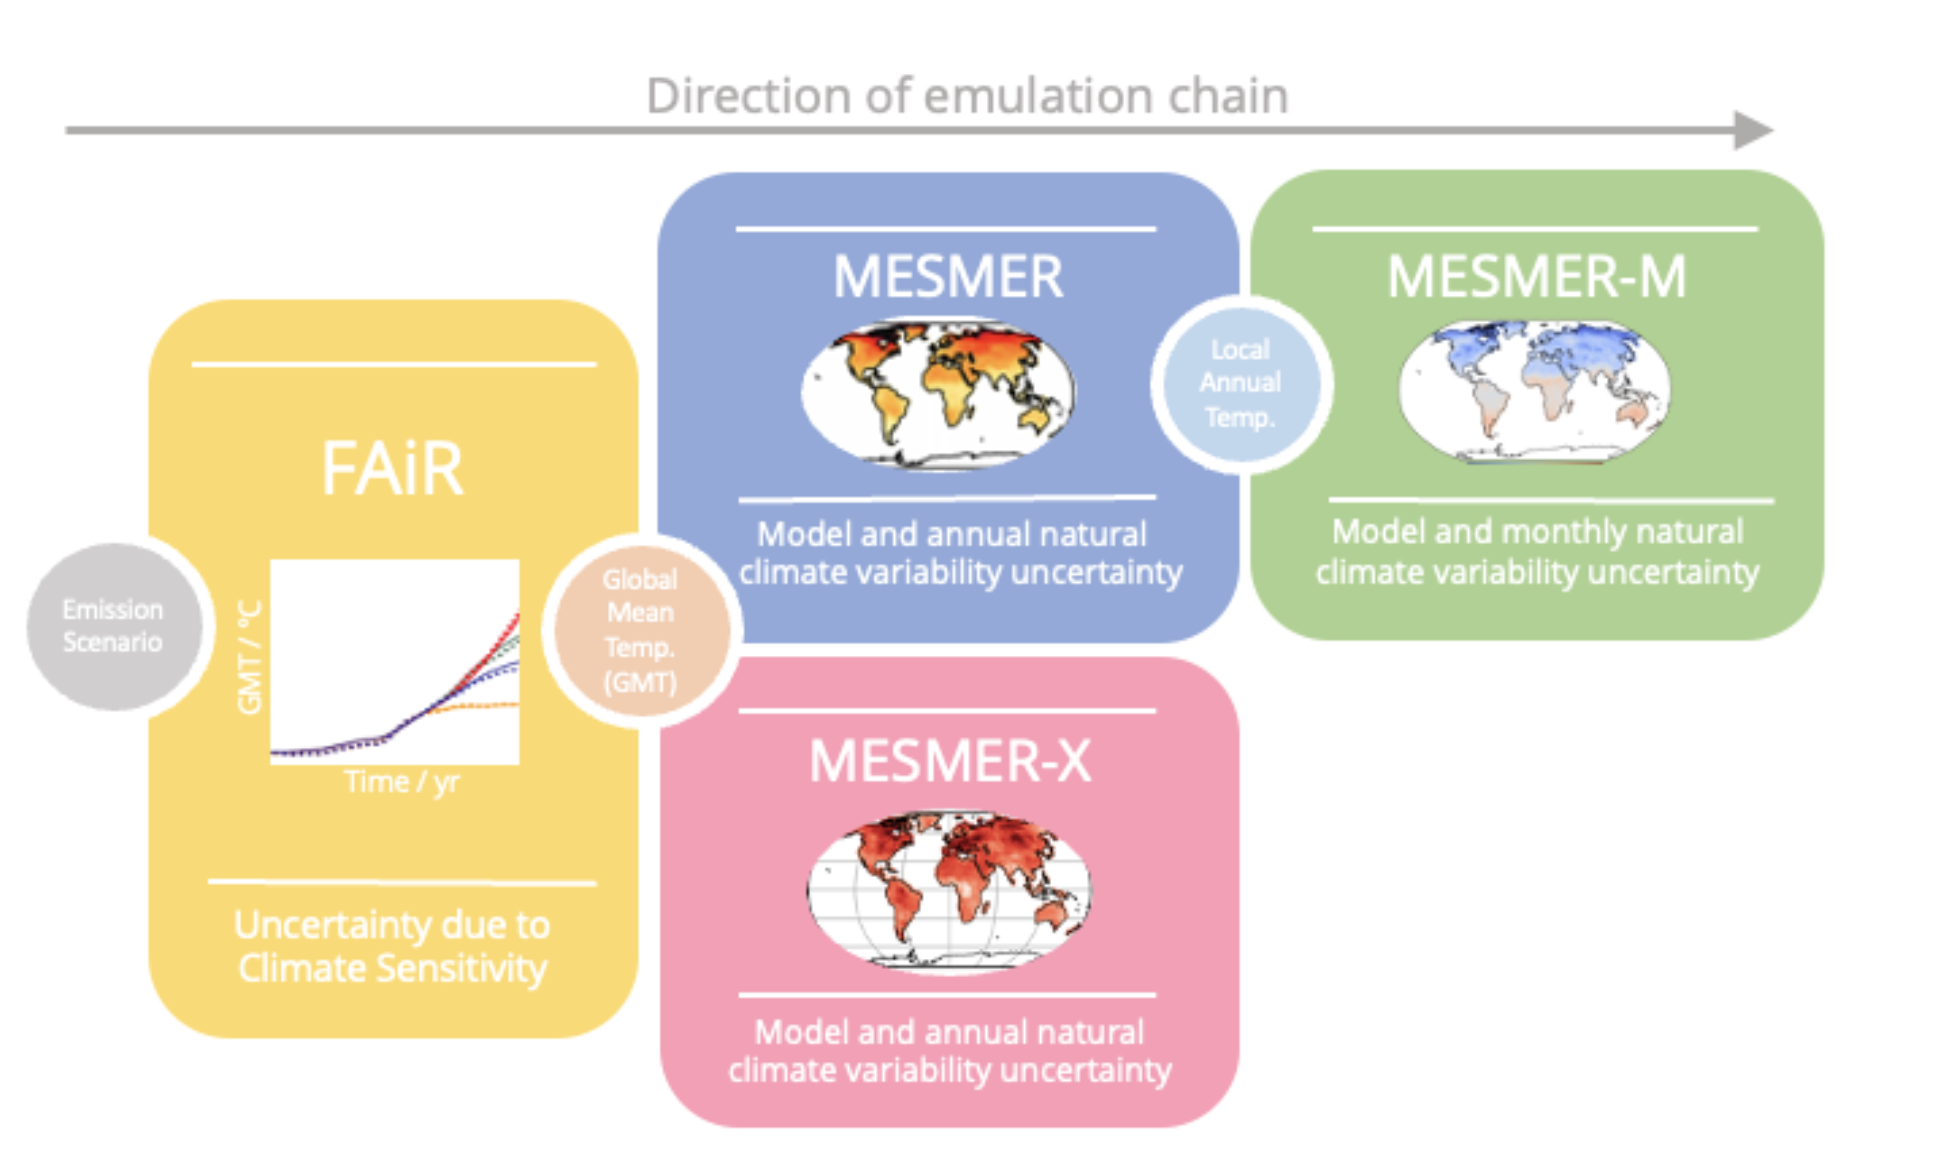 Direction of emulation chain
FAiR
Emission
Scenario
GMT / °C
Time / yr
Uncertainty due to
Climate Sensitivity
Global
Mean
Temp.
(GMT)
MESMER
Model and annual natural
climate variability uncertainty
MESMER-X
Model and annual natural
climate variability uncertainty
Local
Annual
Temp.
MESMER-M
Model and monthly natural
climate variability uncertainty